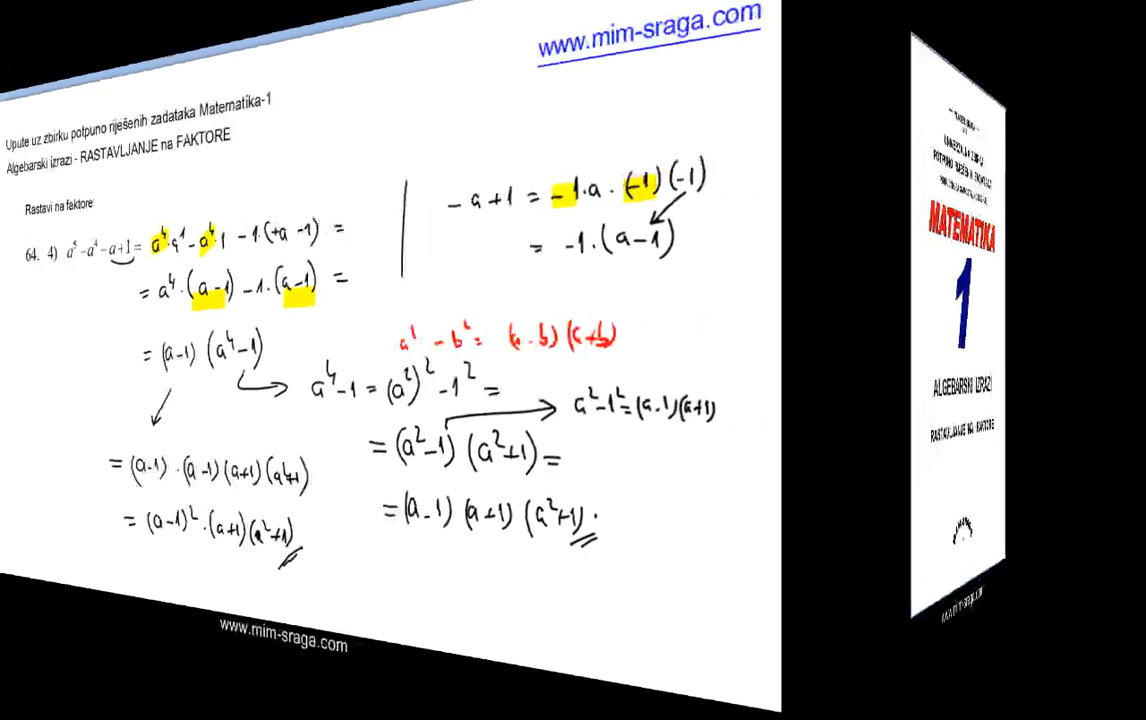 www.mim-sraga.com
Upute uz zbirku potpuno riješenih zadataka Matematika-1
Algebarski izrazi - RASTAVLJANJE na FAKTORE
Rastavi na faktore
64. 4) a⁵ - a⁴ - a + 1 = a⁴·a¹ - a⁴·1 - 1·(+a - 1) =
= a⁴·(a-1) - 1·(a-1) =
= (a-1) (a⁴-1)
= (a-1)·(a-1)(a+1)(a²+1)
= (a-1)²·(a+1)(a²+1)
- a + 1 = - 1·a·(-1)(-1)
= -1·(a-1)
a² - b² = (a-b)(a+b)
a⁴-1 = (a²)² - 1² =
a²-1² = (a-1)(a+1)
= (a²-1)(a²+1) =
= (a-1)(a+1)(a²+1).
www.mim-sraga.com
MATEMATIKA
1
ALGEBARSKI IZRAZI
RASTAVLJANJE NA FAKTORE